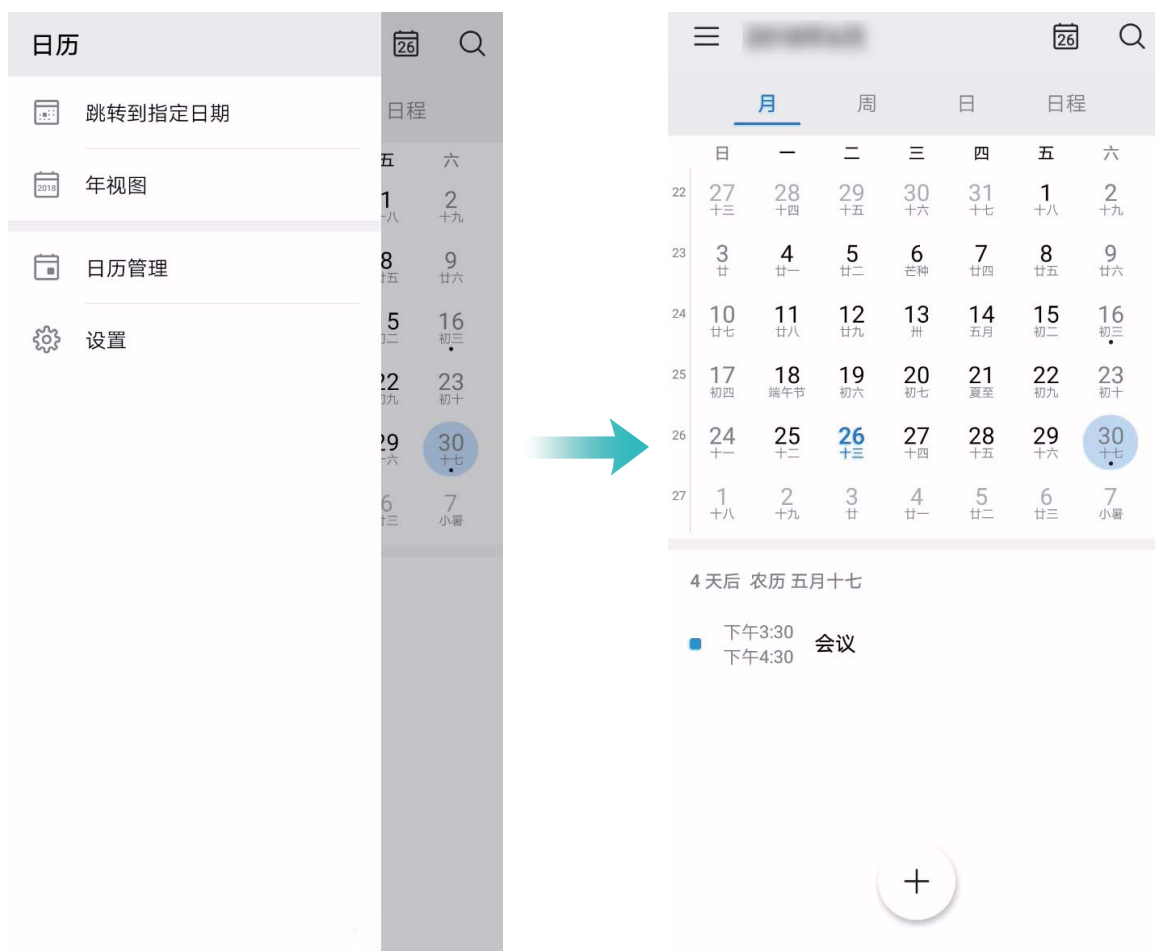 日历
26
跳转到指定日期
日程
2018
年视图
五 六
1 2
十九
日历管理
8 9
廿六
设置
5 16
初三
22 23
初十
29 30
十七
6 7
小暑
26
月 周 日 日程
日 一 二 三 四 五 六
22 27 28 29 30 31 1 2
十三 十四 十五 十六 十七 十八 十九
23 3 4 5 6 7 8 9
廿 廿一 廿二 芒种 廿四 廿五 廿六
24 10 11 12 13 14 15 16
廿七 廿八 廿九 卅 五月 初二 初三
25 17 18 19 20 21 22 23
初四 端午节 初六 初七 夏至 初九 初十
26 24 25 26 27 28 29 30
十一 十二 十三 十四 十五 十六 十七
27 1 2 3 4 5 6 7
十八 十九 廿 廿一 廿二 廿三 小暑
4 天后 农历 五月十七
下午3:30
会议
下午4:30